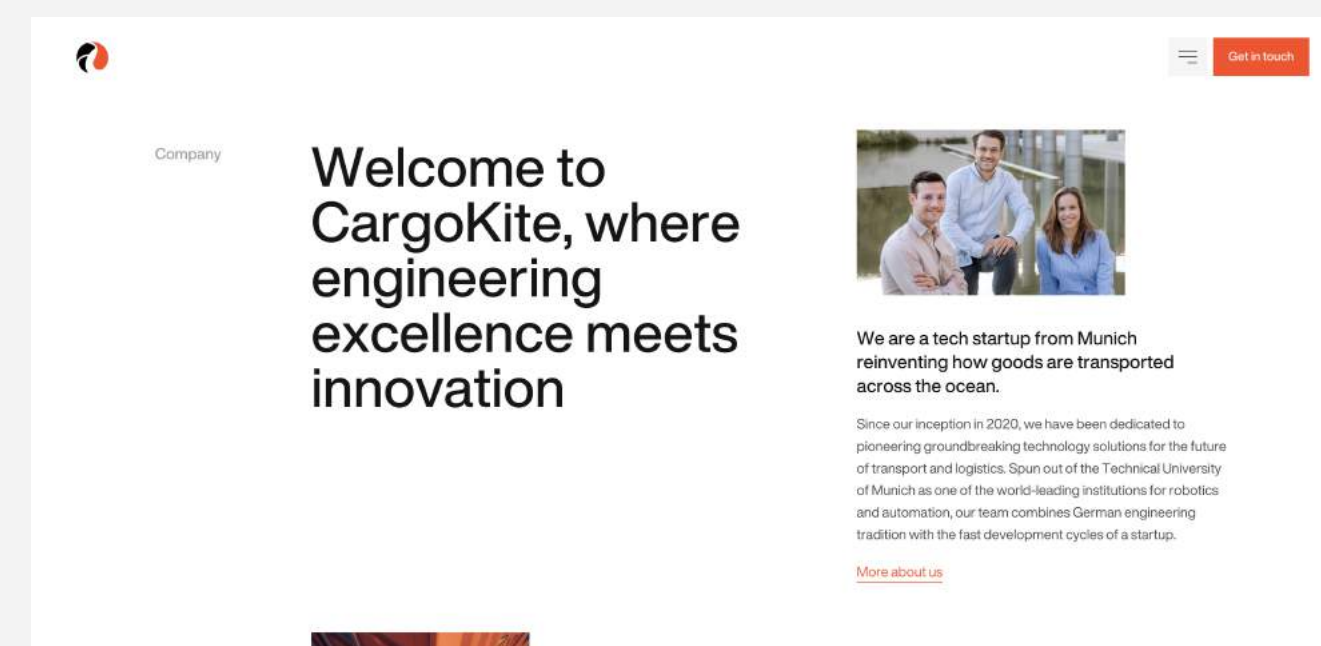 Get in touch
Company
Welcome to
CargoKite, where
engineering
excellence meets
innovation
We are a tech startup from Munich
reinventing how goods are transported
across the ocean.
Since our inception in 2020, we have been dedicated to
pioneering groundbreaking technology solutions for the future
of transport and logistics. Spun out of the Technical University
of Munich as one of the world-leading institutions for robotics
and automation, our team combines German engineering
tradition with the fast development cycles of a startup.
More about us